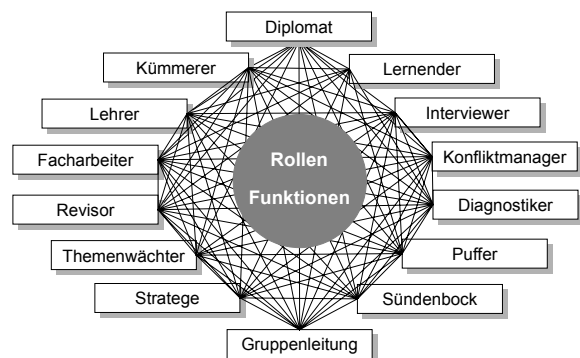 Diplomat
Kümmerer
Lernender
Lehrer
Interviewer
Facharbeiter
Rollen
Konfliktmanager
Funktionen
Revisor
Diagnostiker
Themenwächter
Puffer
Stratege
Sündenbock
Gruppenleitung